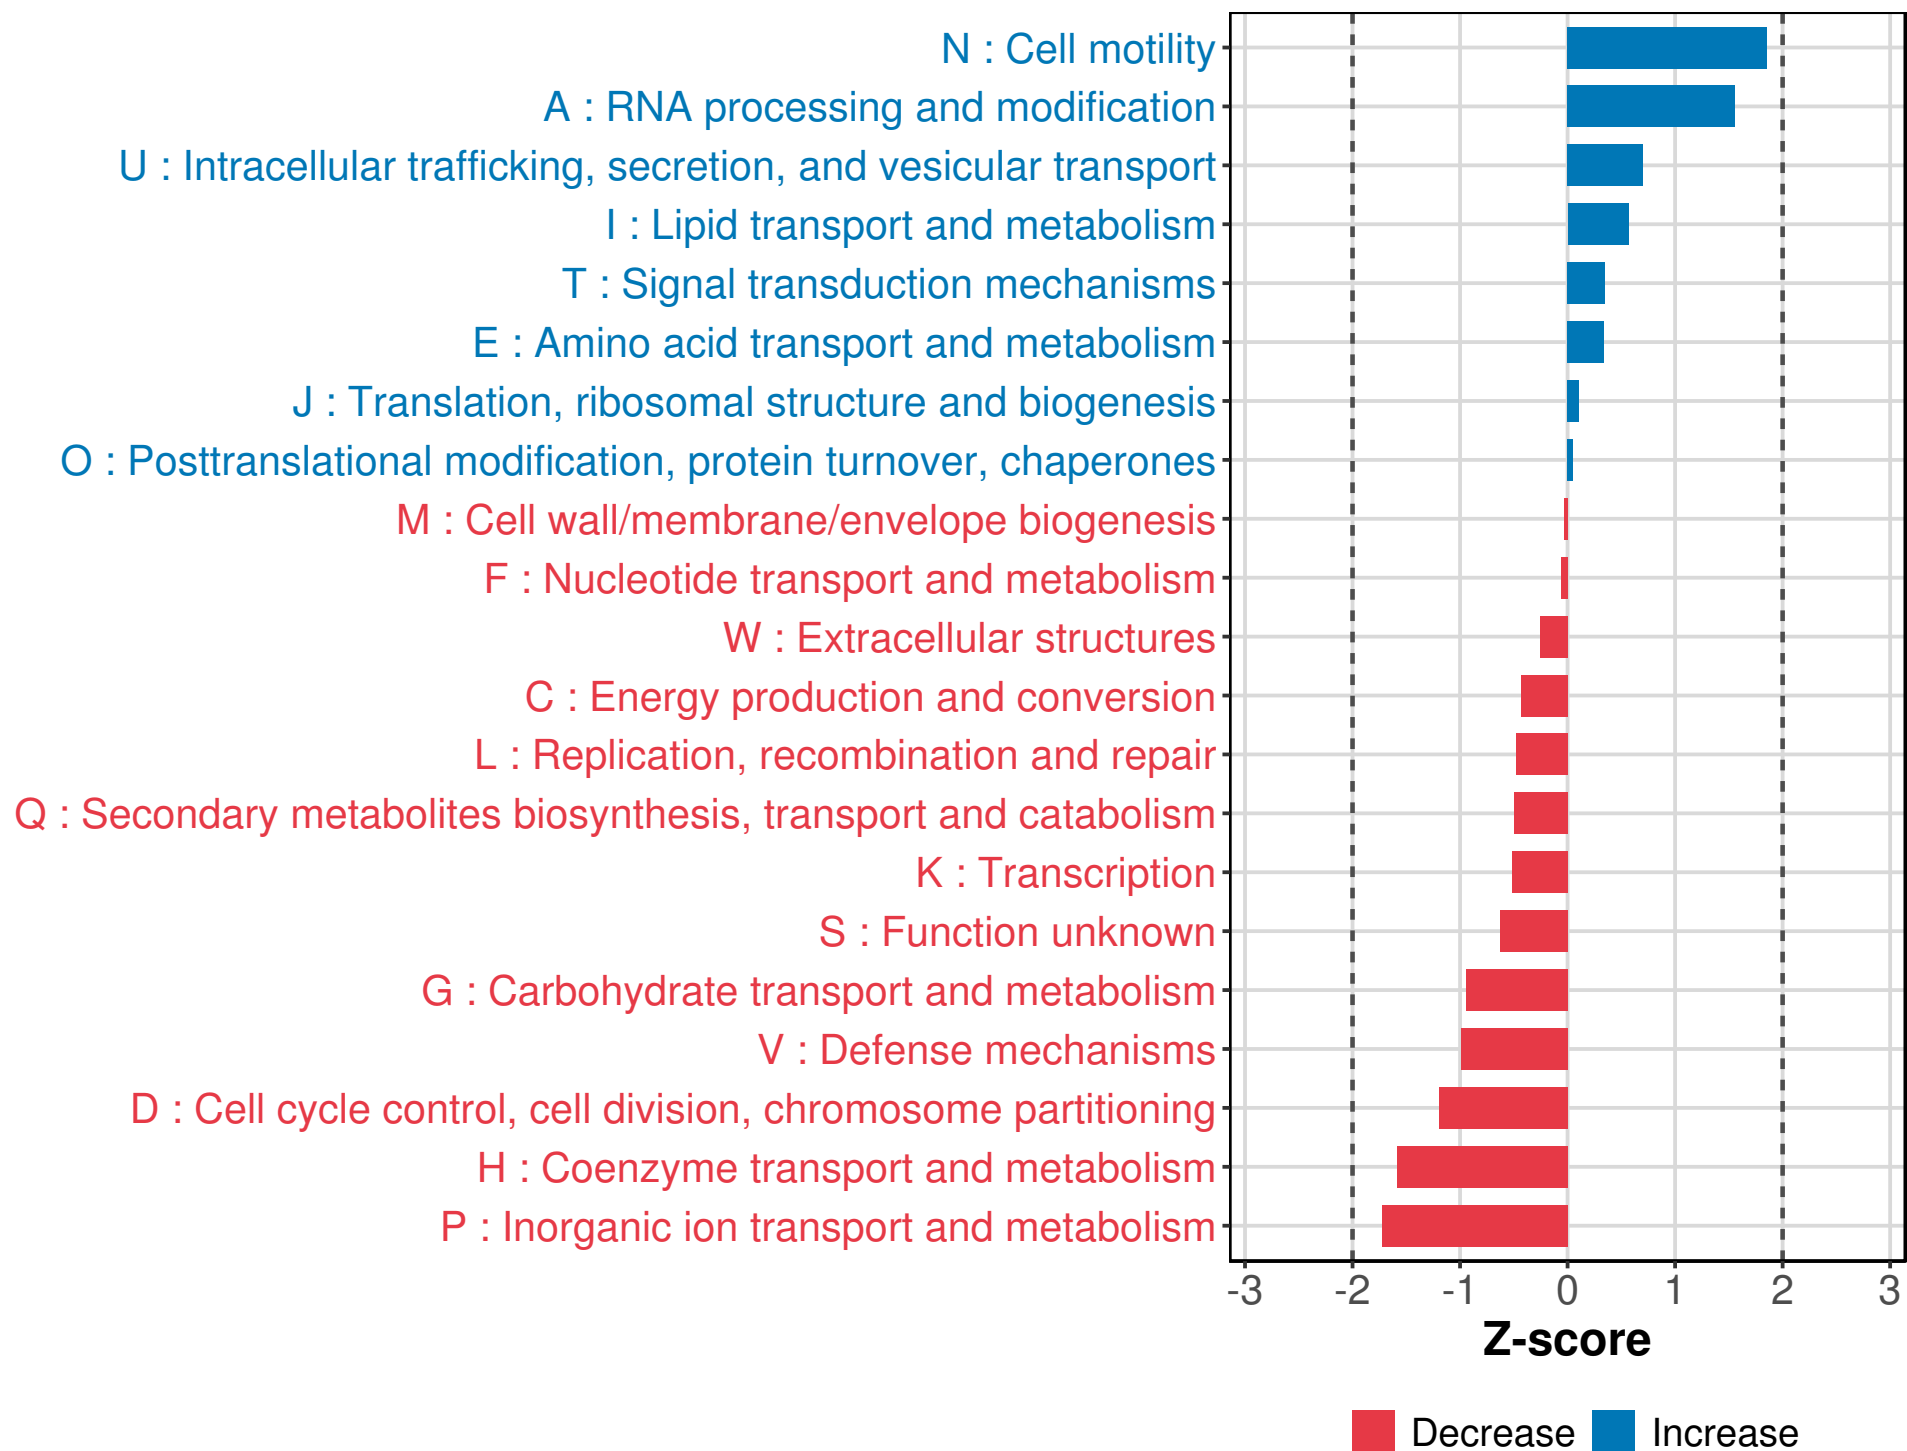 N : Cell motility
A : RNA processing and modification
U : Intracellular trafficking, secretion, and vesicular transport
I : Lipid transport and metabolism
T : Signal transduction mechanisms
E : Amino acid transport and metabolism
J : Translation, ribosomal structure and biogenesis
O : Posttranslational modification, protein turnover, chaperones
M : Cell wall/membrane/envelope biogenesis
F : Nucleotide transport and metabolism
W : Extracellular structures
C : Energy production and conversion
L : Replication, recombination and repair
Q : Secondary metabolites biosynthesis, transport and catabolism
K : Transcription
S : Function unknown
G : Carbohydrate transport and metabolism
V : Defense mechanisms
D : Cell cycle control, cell division, chromosome partitioning
H : Coenzyme transport and metabolism
P : Inorganic ion transport and metabolism
-3 -2 -1 0 1 2 3
Z-score
Decrease Increase